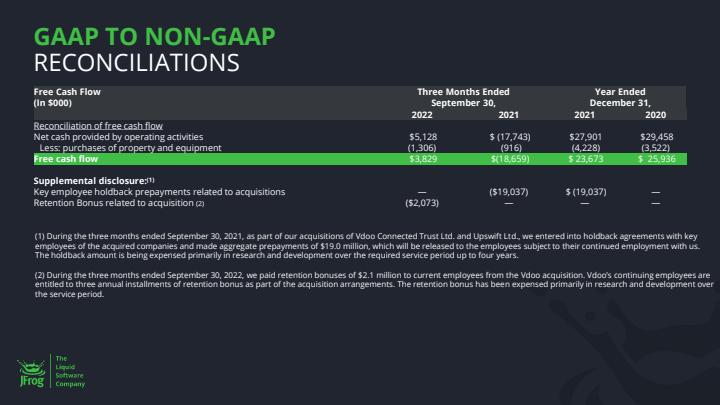 GAAP TO NON-GAAP
RECONCILIATIONS
Free Cash Flow Three Months Ended Year Ended
(In $000) September 30, December 31,
2022 2021 2021 2020
Reconciliation of free cash flow
Net cash provided by operating activities $5,128 $ (17,743) $27,901 $29,458
Less: purchases of property and equipment (1,306) (916) (4,228) (3,522)
Free cash flow $3,829 $(18,659) $ 23,673 $ 25,936
Supplemental disclosure:(1)
Key employee holdback prepayments related to acquisitions — ($19,037) $ (19,037) —
Retention Bonus related to acquisition (2) ($2,073) — — —
(1) During the three months ended September 30, 2021, as part of our acquisitions of Vdoo Connected Trust Ltd. and Upswift Ltd., we entered into holdback agreements with key
employees of the acquired companies and made aggregate prepayments of $19.0 million, which will be released to the employees subject to their continued employment with us.
The holdback amount is being expensed primarily in research and development over the required service period up to four years.
(2) During the three months ended September 30, 2022, we paid retention bonuses of $2.1 million to current employees from the Vdoo acquisition. Vdoo's continuing employees are
entitled to three annual installments of retention bonus as part of the acquisition arrangements. The retention bonus has been expensed primarily in research and development over
the service period.
JFrog
The
Liquid
Software
Company